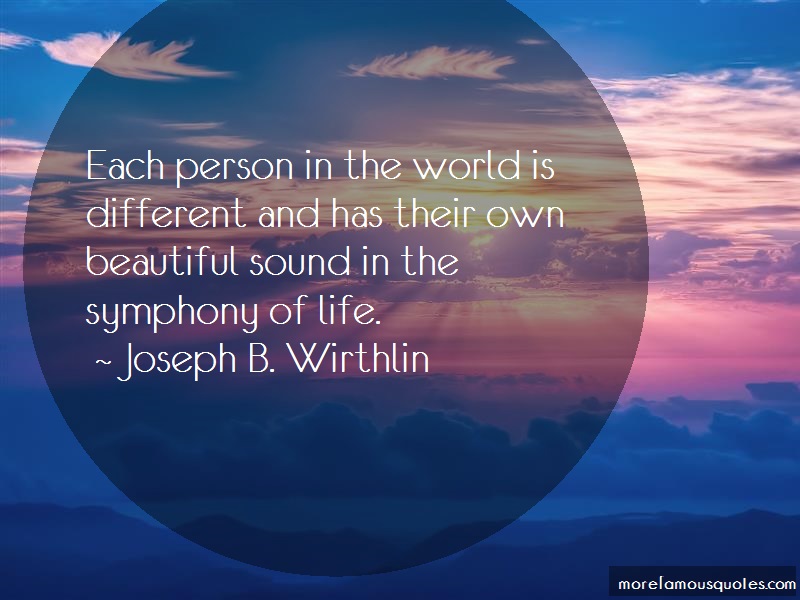 Each person in the world is
different and has their own
beautiful sound in the
symphony of life.
~ Joseph B. Wirthlin
morefamousquotes.com